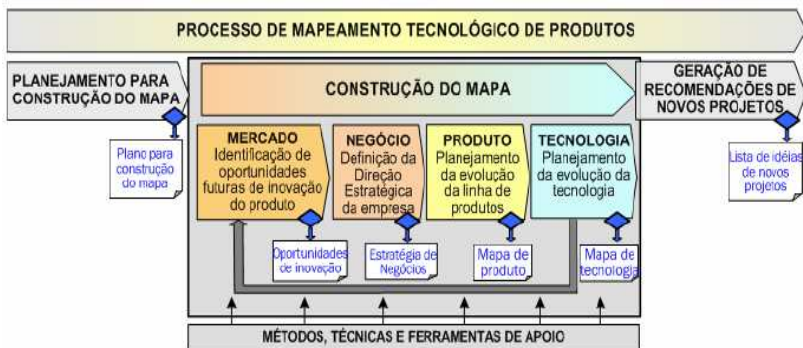 PROCESSO DE MAPEAMENTO TECNOLÓGICO DE PRODUTOS
PLANEJAMENTO PARA
CONSTRUÇÃO DO MAPA
CONSTRUÇÃO DO MAPA
GERAÇÃO DE
RECOMENDAÇÕES DE
NOVOS PROJETOS
Plano para
construção
do mapa
MERCADO
Identificação de
oportunidades
futuras de inovação
do produto
NEGÓCIO
Definição da
Direção
Estratégica
da empresa
PRODUTO
Planejamento
da evolução
da linha de
produtos
TECNOLOGIA
Planejamento
da evolução da
tecnologia
Lista de idéias
de novos
projetos
Oportunidades
de inovação
Estratégia de
Negócios
Mapa de
produto
Mapa de
tecnologia
MÉTODOS, TÉCNICAS E FERRAMENTAS DE APOIO